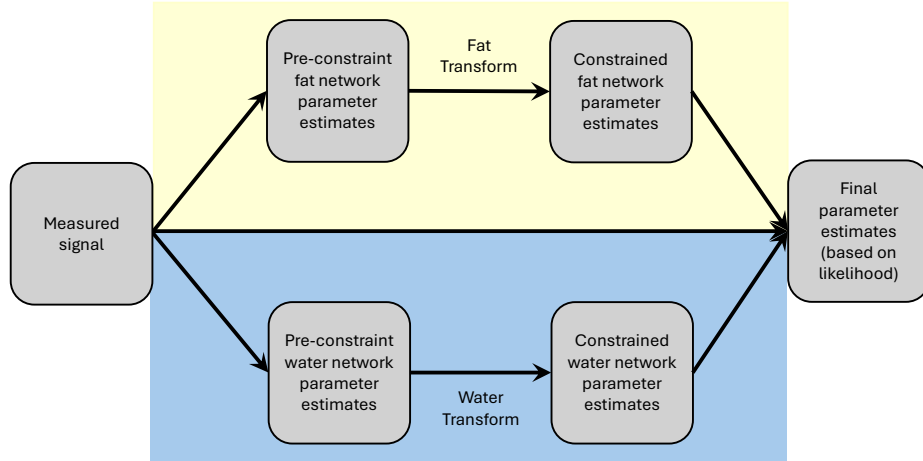 Measured
signal
Pre-constraint
fat network
parameter
estimates
Fat
Transform
Constrained
fat network
parameter
estimates
Pre-constraint
water network
parameter
estimates
Water
Transform
Constrained
water network
parameter
estimates
Final
parameter
estimates
(based on
likelihood)